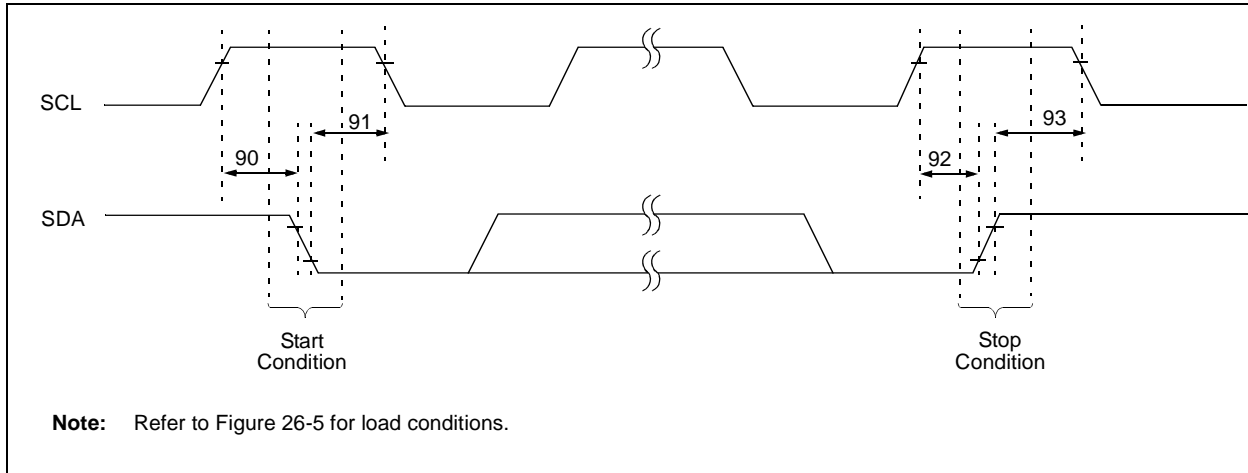 SCL
91
93
90
92
SDA
Start
Condition
Stop
Condition
Note: Refer to Figure 26-5 for load conditions.